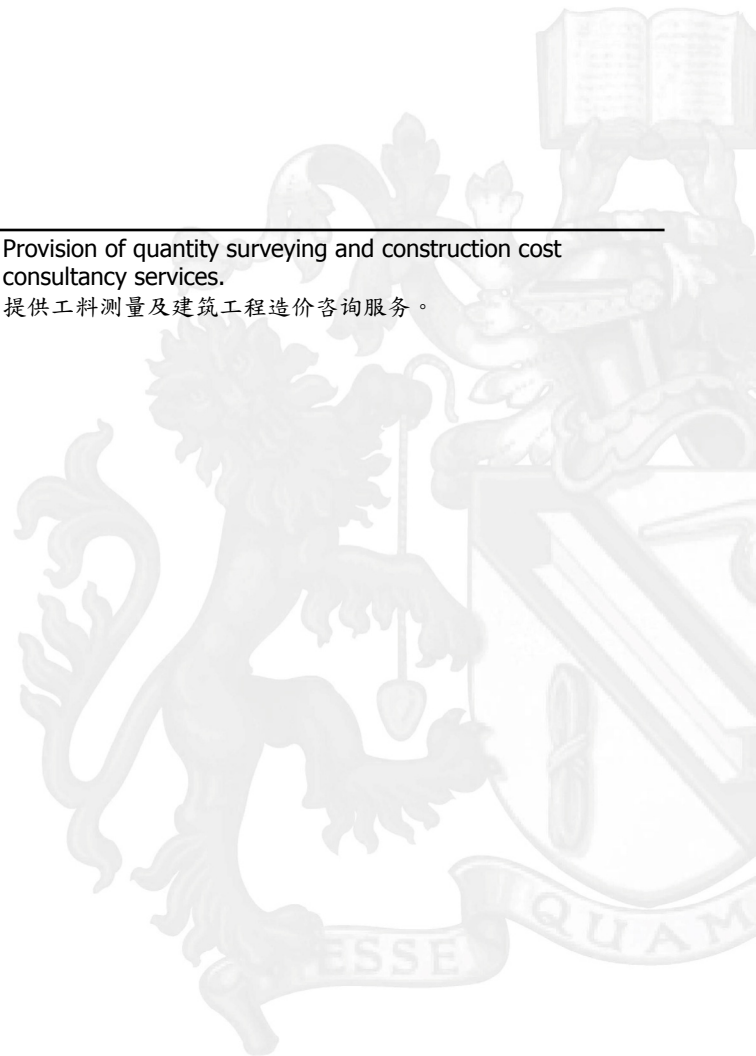 Provision of quantity surveying and construction cost
consultancy services.
提供工料测量及建筑工程造价咨询服务。
ESSE
QUAM